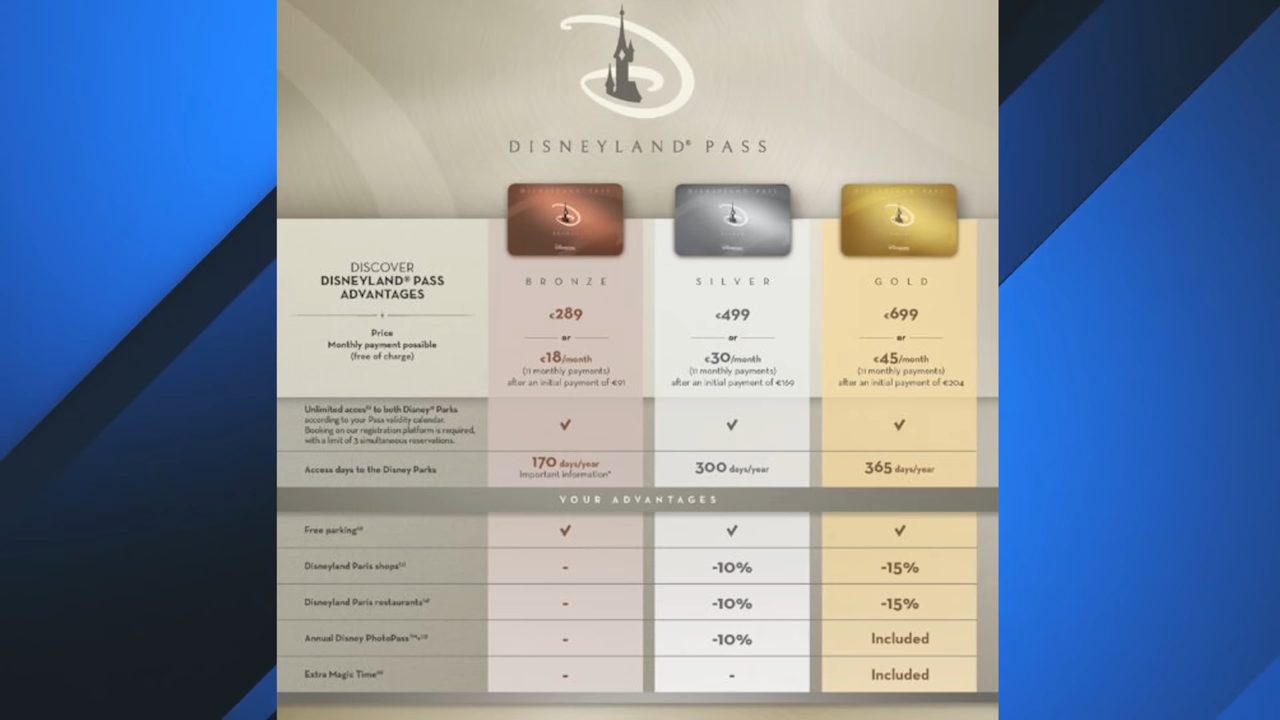 DISNEYLAND® PASS
DISCOVER
DISNEYLAND® PASS
ADVANTAGES
Price
Monthly payment possible
(free of charge)
BRONZE
€289
or
€18/month
(11 monthly payments)
after an initial payment of €91
SILVER
€499
or
€30/month
(11 monthly payments)
after an initial payment of €169
GOLD
€699
or
€45/month
(11 monthly payments)
after an initial payment of €204
Unlimited acces to both Disney® Parks
according to your Pass validity calendar.
Booking on our registration platform is required,
with a limit of 3 simultaneous reservations.
✓ ✓ ✓
Access days to the Disney Parks
170 days/year
Important information*
300 days/year
365 days/year
YOUR ADVANTAGES
Free parking ✓ ✓ ✓
Disneyland Paris shops - -10% -15%
Disneyland Paris restaurants - -10% -15%
Annual Disney PhotoPass - -10% Included
Extra Magic Time - - Included